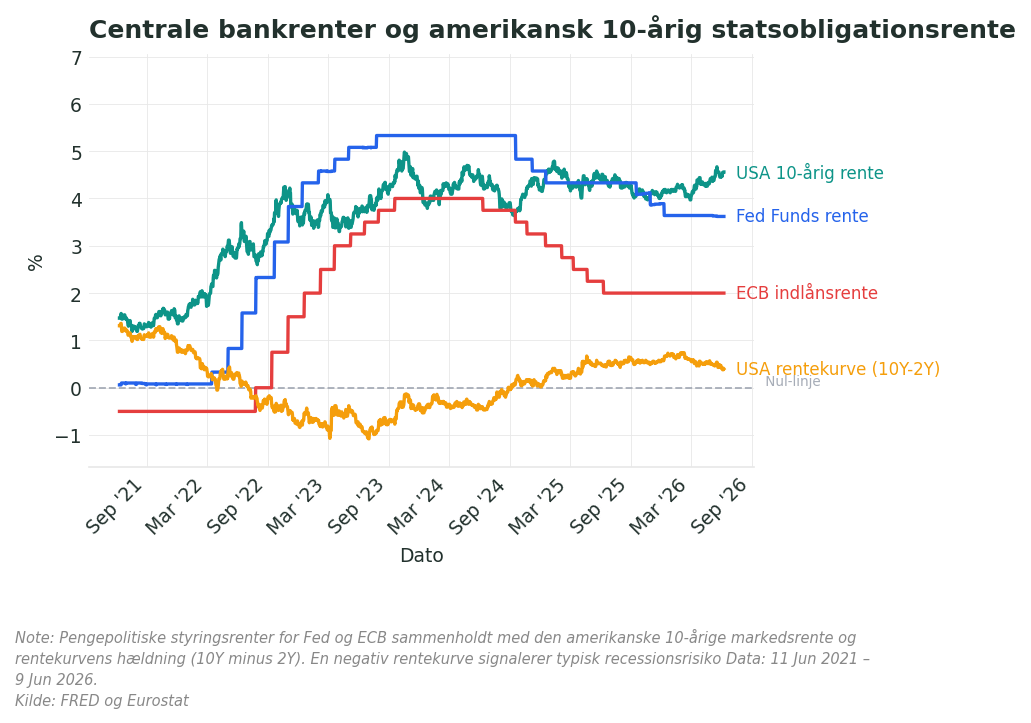 Centrale bankrenter og amerikansk 10-årig statsobligationsrente
7
6
5
4
3
2
1
0
−1
%
USA 10-årig rente
Fed Funds rente
ECB indlånsrente
USA rentekurve (10Y-2Y)
Nul-linje
Sep '21
Mar '22
Sep '22
Mar '23
Sep '23
Mar '24
Sep '24
Mar '25
Sep '25
Mar '26
Sep '26
Dato
Note: Pengepolitiske styringsrenter for Fed og ECB sammenholdt med den amerikanske 10-årige markedsrente og
rentekurvens hældning (10Y minus 2Y). En negativ rentekurve signalerer typisk recessionsrisiko Data: 11 Jun 2021 –
9 Jun 2026.
Kilde: FRED og Eurostat